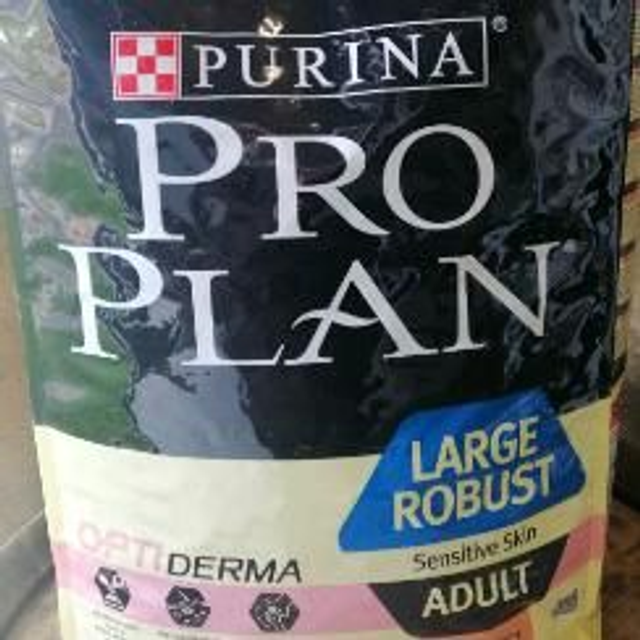 PURINA®
PRO
PLAN
LARGE
ROBUST
Sensitive Skin
OPTIDERMA
ADULT